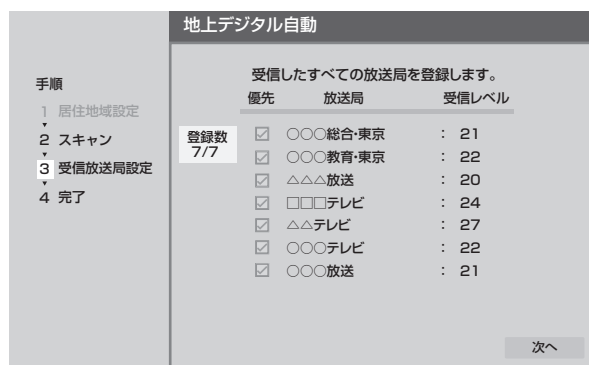 地上デジタル自動
手順
1 居住地域設定
2 スキャン
3 受信放送局設定
4 完了
受信したすべての放送局を登録します。
優先 放送局 受信レベル
登録数
7/7
○○○総合・東京 : 21
○○○教育・東京 : 22
△△△放送 : 20
□□□テレビ : 24
△△テレビ : 27
○○○テレビ : 22
○○○放送 : 21
次へ